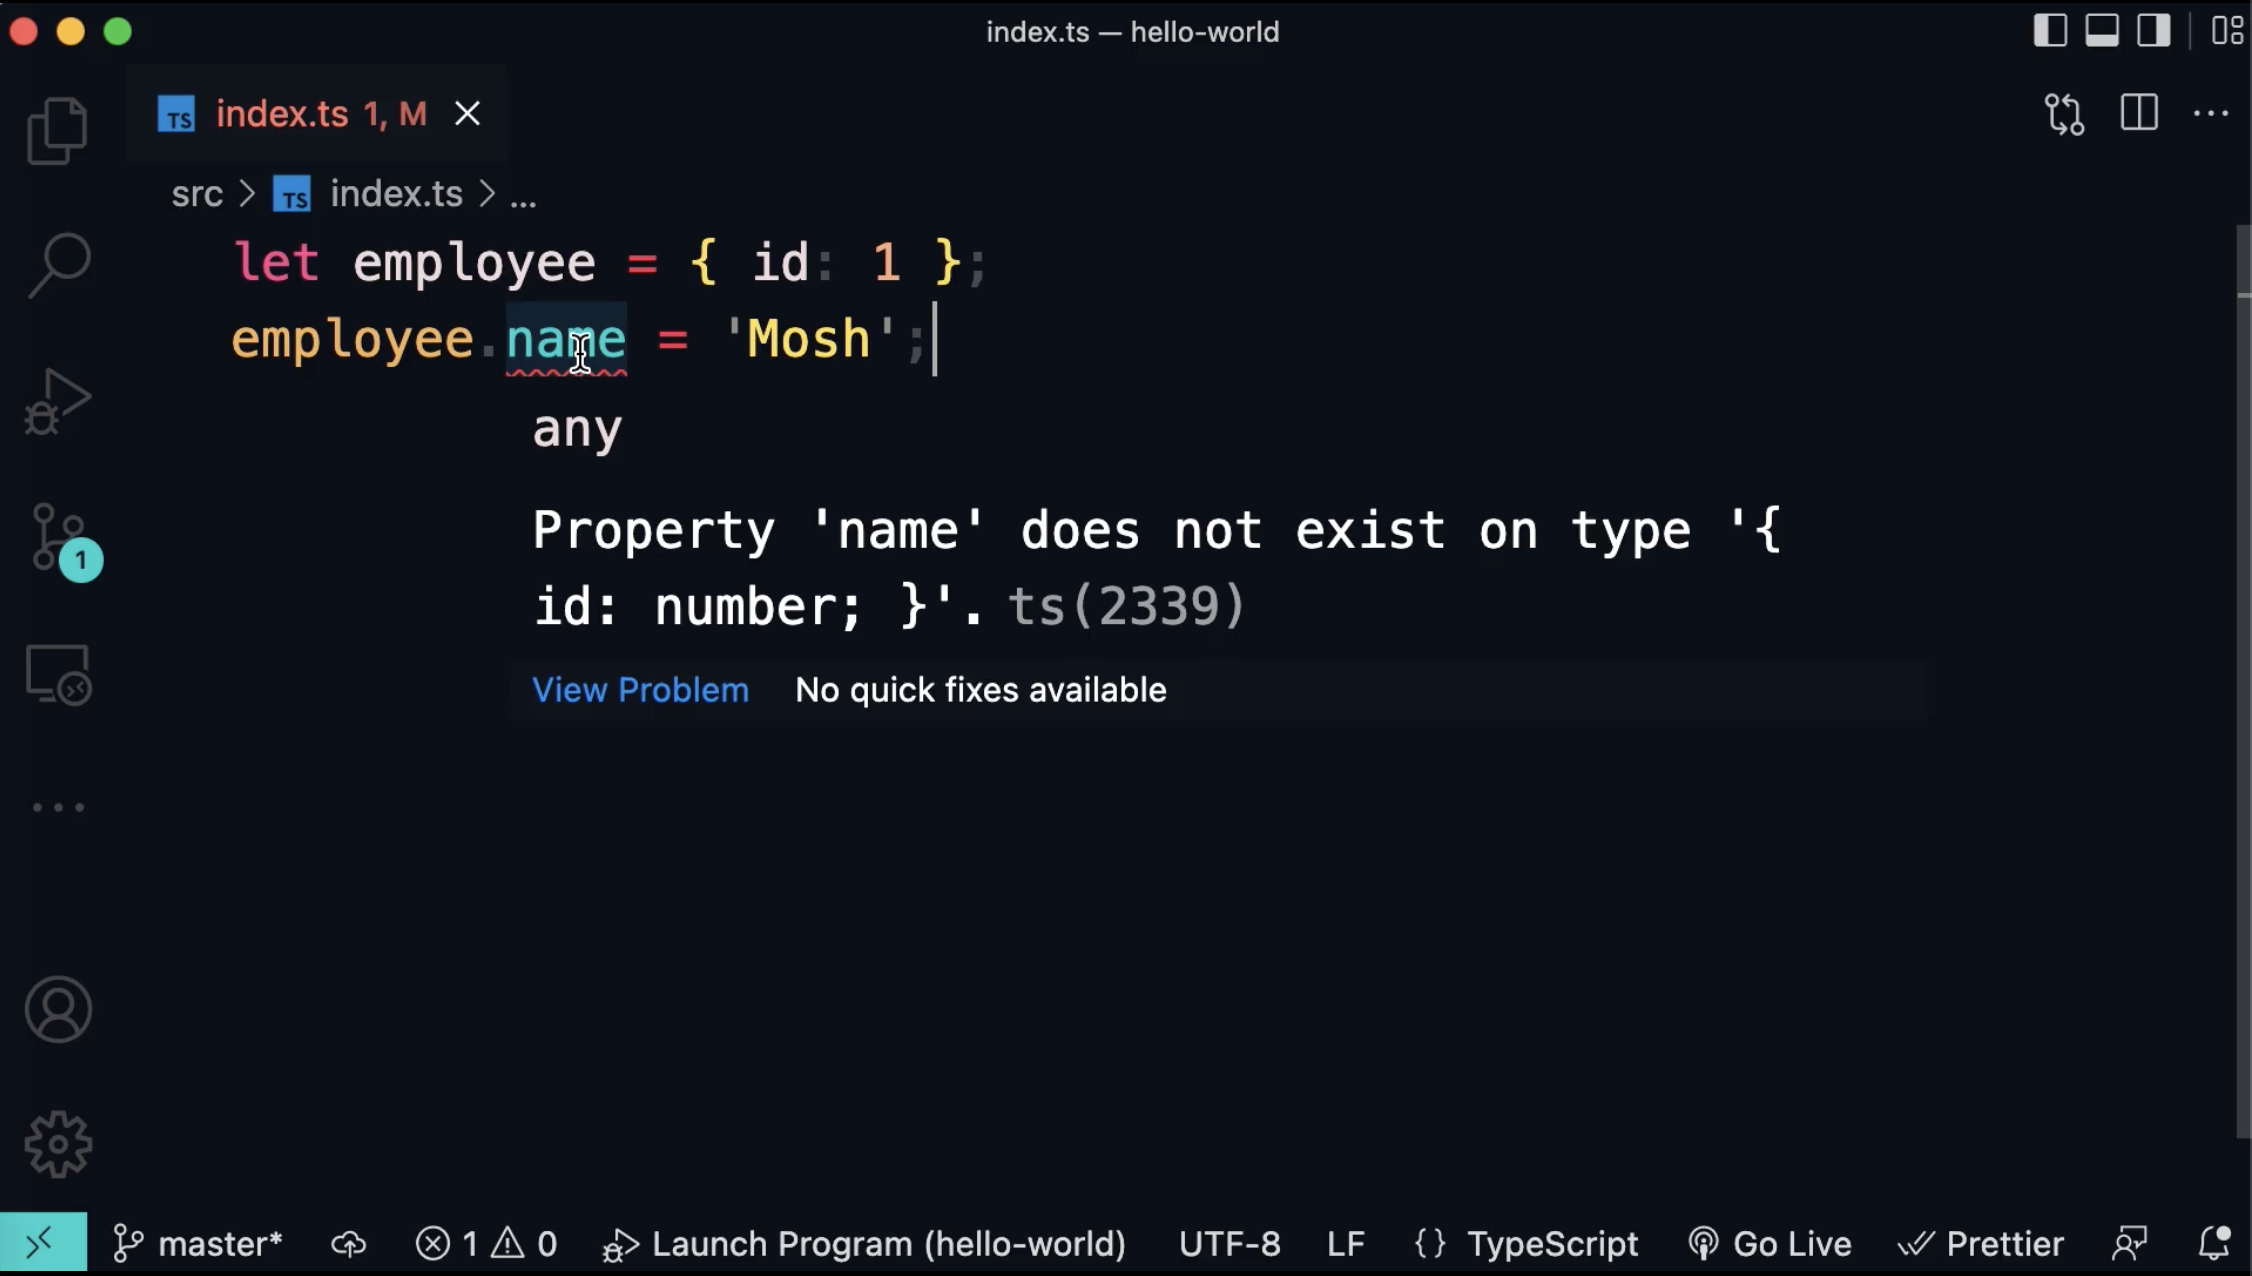 index.ts — hello-world
TS index.ts 1, M
src > TS index.ts > ...
let employee = { id: 1 };
employee.name = 'Mosh';
any
Property 'name' does not exist on type '{
id: number; }'. ts(2339)
View Problem No quick fixes available
1
master* 1 0 Launch Program (hello-world) UTF-8 LF {} TypeScript Go Live Prettier